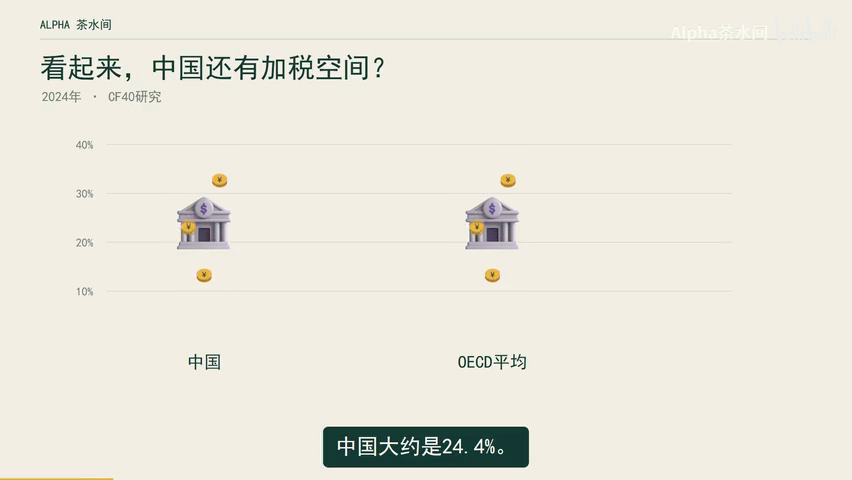 ALPHA 茶水间
Alpha茶水间 bilibili
看起来，中国还有加税空间？
2024年 · CF40研究
40%
30%
20%
10%
中国
OECD平均
中国大约是24.4%。